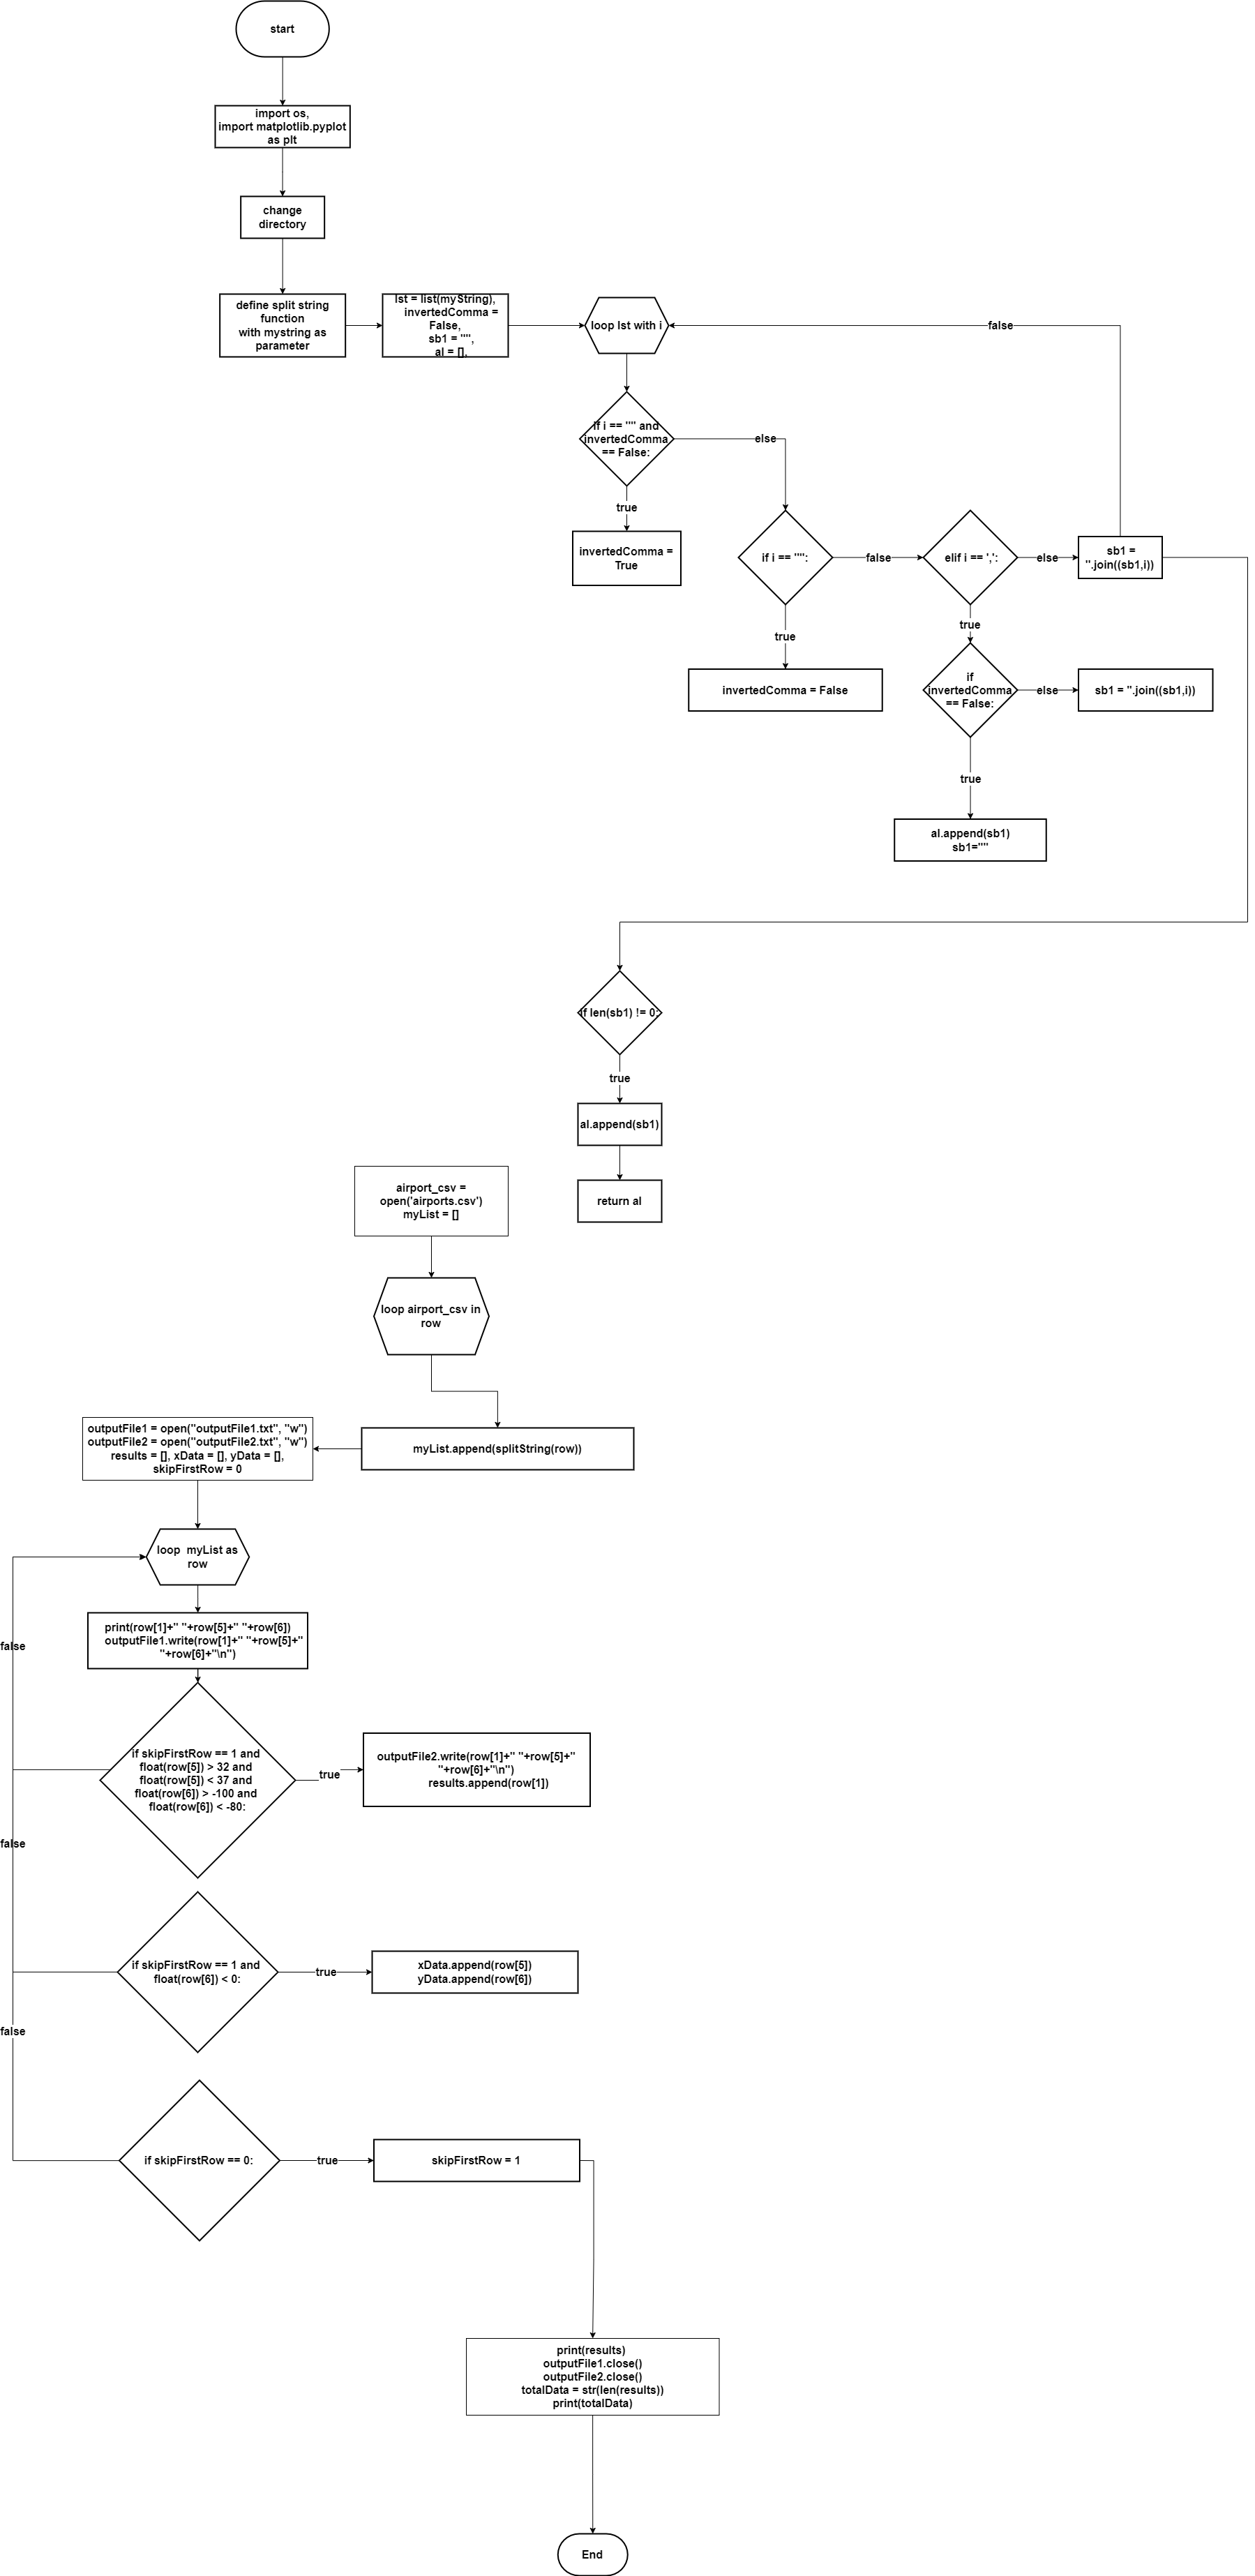 start
import os,
import matplotlib.pyplot
as plt
change
directory
define split string
function
with mystring as
parameter
lst = list(myString),
invertedComma =
False,
sb1 = "",
al = [],
loop lst with i
false
if i == '"' and
invertedComma
== False:
else
true
invertedComma =
True
if i == '"':
false
elif i == ',':
else
sb1 =
''.join((sb1,i))
true
invertedComma = False
true
if
invertedComma
== False:
else
sb1 = ''.join((sb1,i))
true
al.append(sb1)
sb1=""
if len(sb1) != 0:
true
al.append(sb1)
return al
airport_csv =
open('airports.csv')
myList = []
loop airport_csv in
row
myList.append(splitString(row))
outputFile1 = open("outputFile1.txt", "w")
outputFile2 = open("outputFile2.txt", "w")
results = [], xData = [], yData = [],
skipFirstRow = 0
loop  myList as
row
print(row[1]+" "+row[5]+" "+row[6])
outputFile1.write(row[1]+" "+row[5]+"
"+row[6]+"\n")
false
if skipFirstRow == 1 and
float(row[5]) > 32 and
float(row[5]) < 37 and
float(row[6]) > -100 and
float(row[6]) < -80:
true
outputFile2.write(row[1]+" "+row[5]+"
"+row[6]+"\n")
results.append(row[1])
false
if skipFirstRow == 1 and
float(row[6]) < 0:
true
xData.append(row[5])
yData.append(row[6])
false
if skipFirstRow == 0:
true
skipFirstRow = 1
print(results)
outputFile1.close()
outputFile2.close()
totalData = str(len(results))
print(totalData)
End